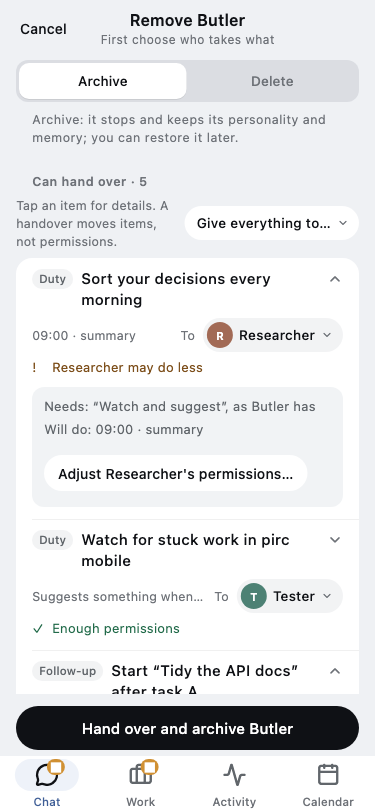 Cancel
Remove Butler
First choose who takes what
Archive
Delete
Archive: it stops and keeps its personality and
memory; you can restore it later.
Can hand over · 5
Tap an item for details. A
handover moves items,
not permissions.
Give everything to...
Duty
Sort your decisions every
morning
09:00 · summary
To
R
Researcher
! Researcher may do less
Needs: “Watch and suggest”, as Butler has
Will do: 09:00 · summary
Adjust Researcher's permissions...
Duty
Watch for stuck work in pirc
mobile
Suggests something when...
To
T
Tester
Enough permissions
Follow-up
Start “Tidy the API docs”
after task A
Hand over and archive Butler
Chat
Work
Activity
Calendar